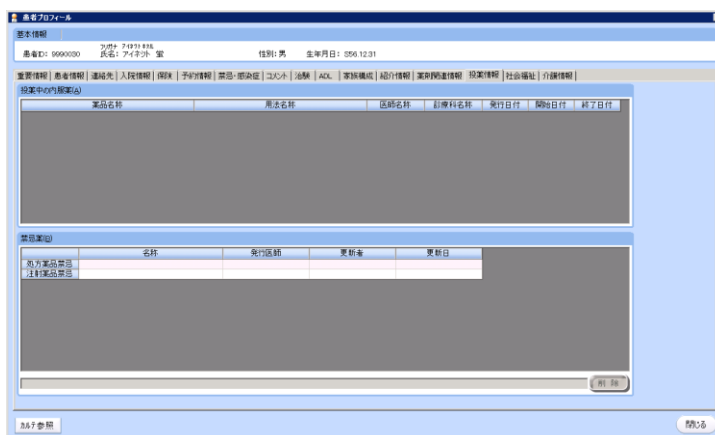 患者プロフィール
基本情報
患者ID: 9990030
フリガナ アイネット ホタル
氏名: アイネット 蛍
性別: 男
生年月日: S56.12.31
重要情報 患者情報 連絡先 入院情報 保険 予約情報 禁忌・感染症 コメント 治験 ADL 家族構成 紹介情報 薬剤関連情報 投薬情報 社会福祉 介護情報
投薬中の内服薬(A)
薬品名称 用法名称 医師名称 診療科名称 発行日付 開始日付 終了日付
禁忌薬(B)
名称 発行医師 更新者 更新日
処方薬品禁忌
注射薬品禁忌
削 除
カルテ参照
閉じる